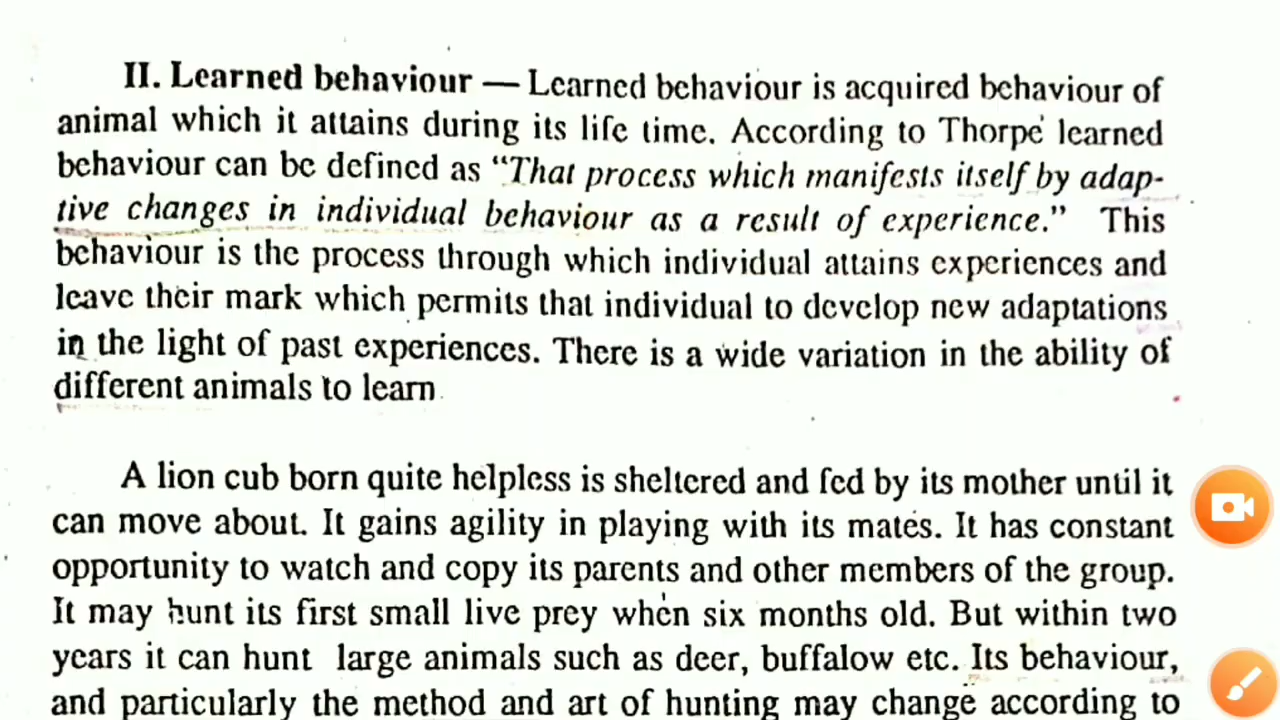 II. Learned behaviour — Learned behaviour is acquired behaviour of
animal which it attains during its life time. According to Thorpe learned
behaviour can be defined as “That process which manifests itself by adap-
tive changes in individual behaviour as a result of experience.” This
behaviour is the process through which individual attains experiences and
leave their mark which permits that individual to develop new adaptations
in the light of past experiences. There is a wide variation in the ability of
different animals to learn
A lion cub born quite helpless is sheltered and fed by its mother until it
can move about. It gains agility in playing with its mates. It has constant
opportunity to watch and copy its parents and other members of the group.
It may hunt its first small live prey when six months old. But within two
years it can hunt large animals such as deer, buffalow etc. Its behaviour,
and particularly the method and art of hunting may change according to